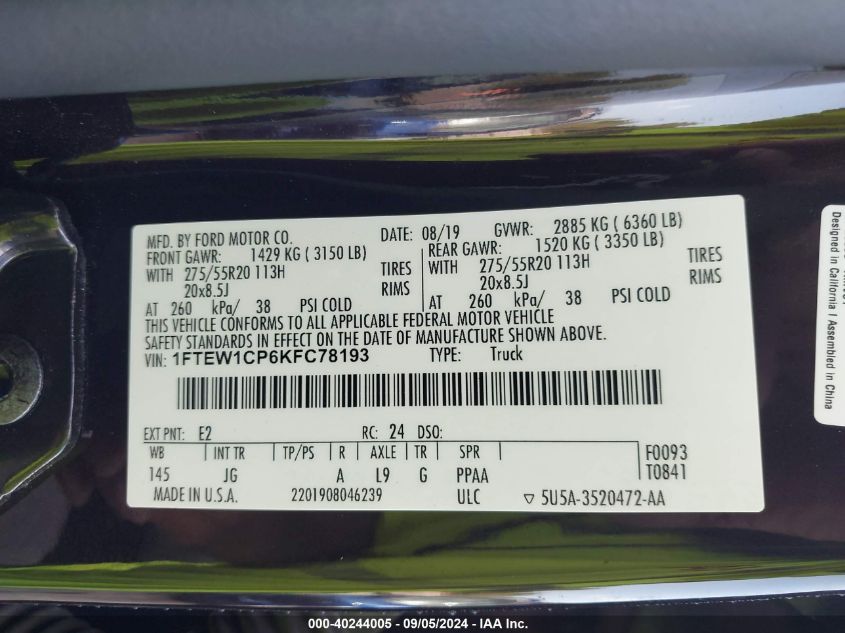 MFD. BY FORD MOTOR CO. DATE: 08/19 GVWR: 2885 KG ( 6360 LB)
FRONT GAWR: 1429 KG ( 3150 LB) REAR GAWR: 1520 KG ( 3350 LB)
WITH 275/55R20 113H TIRES WITH 275/55R20 113H TIRES
20x8.5J RIMS 20x8.5J RIMS
AT 260 kPa/ 38 PSI COLD AT 260 kPa/ 38 PSI COLD
THIS VEHICLE CONFORMS TO ALL APPLICABLE FEDERAL MOTOR VEHICLE
SAFETY STANDARDS IN EFFECT ON THE DATE OF MANUFACTURE SHOWN ABOVE.
VIN: 1FTEW1CP6KFC78193 TYPE: Truck
EXT PNT: E2 RC: 24 DSO:
WB INT TR TP/PS R AXLE TR SPR F0093
145 JG A L9 G PPAA T0841
MADE IN U.S.A. 2201908046239 ULC ▽ 5U5A-3520472-AA
Designed in California / Assembled in China
000-40244005 - 09/05/2024 - IAA Inc.